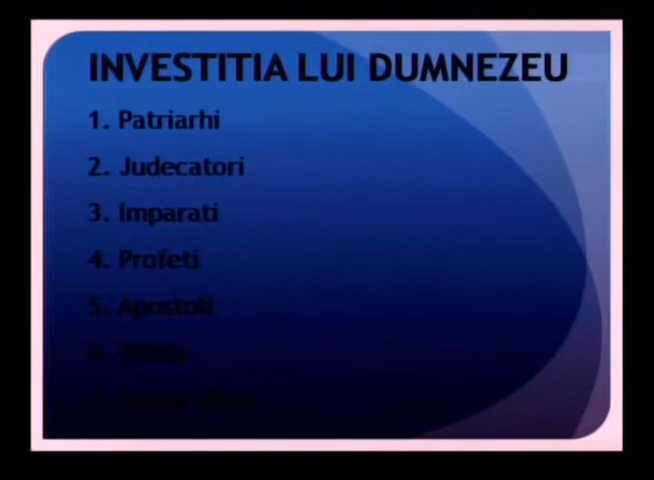 INVESTITIA LUI DUMNEZEU
1. Patriarhi
2. Judecatori
3. Imparati
4. Profeti
5. Apostoli